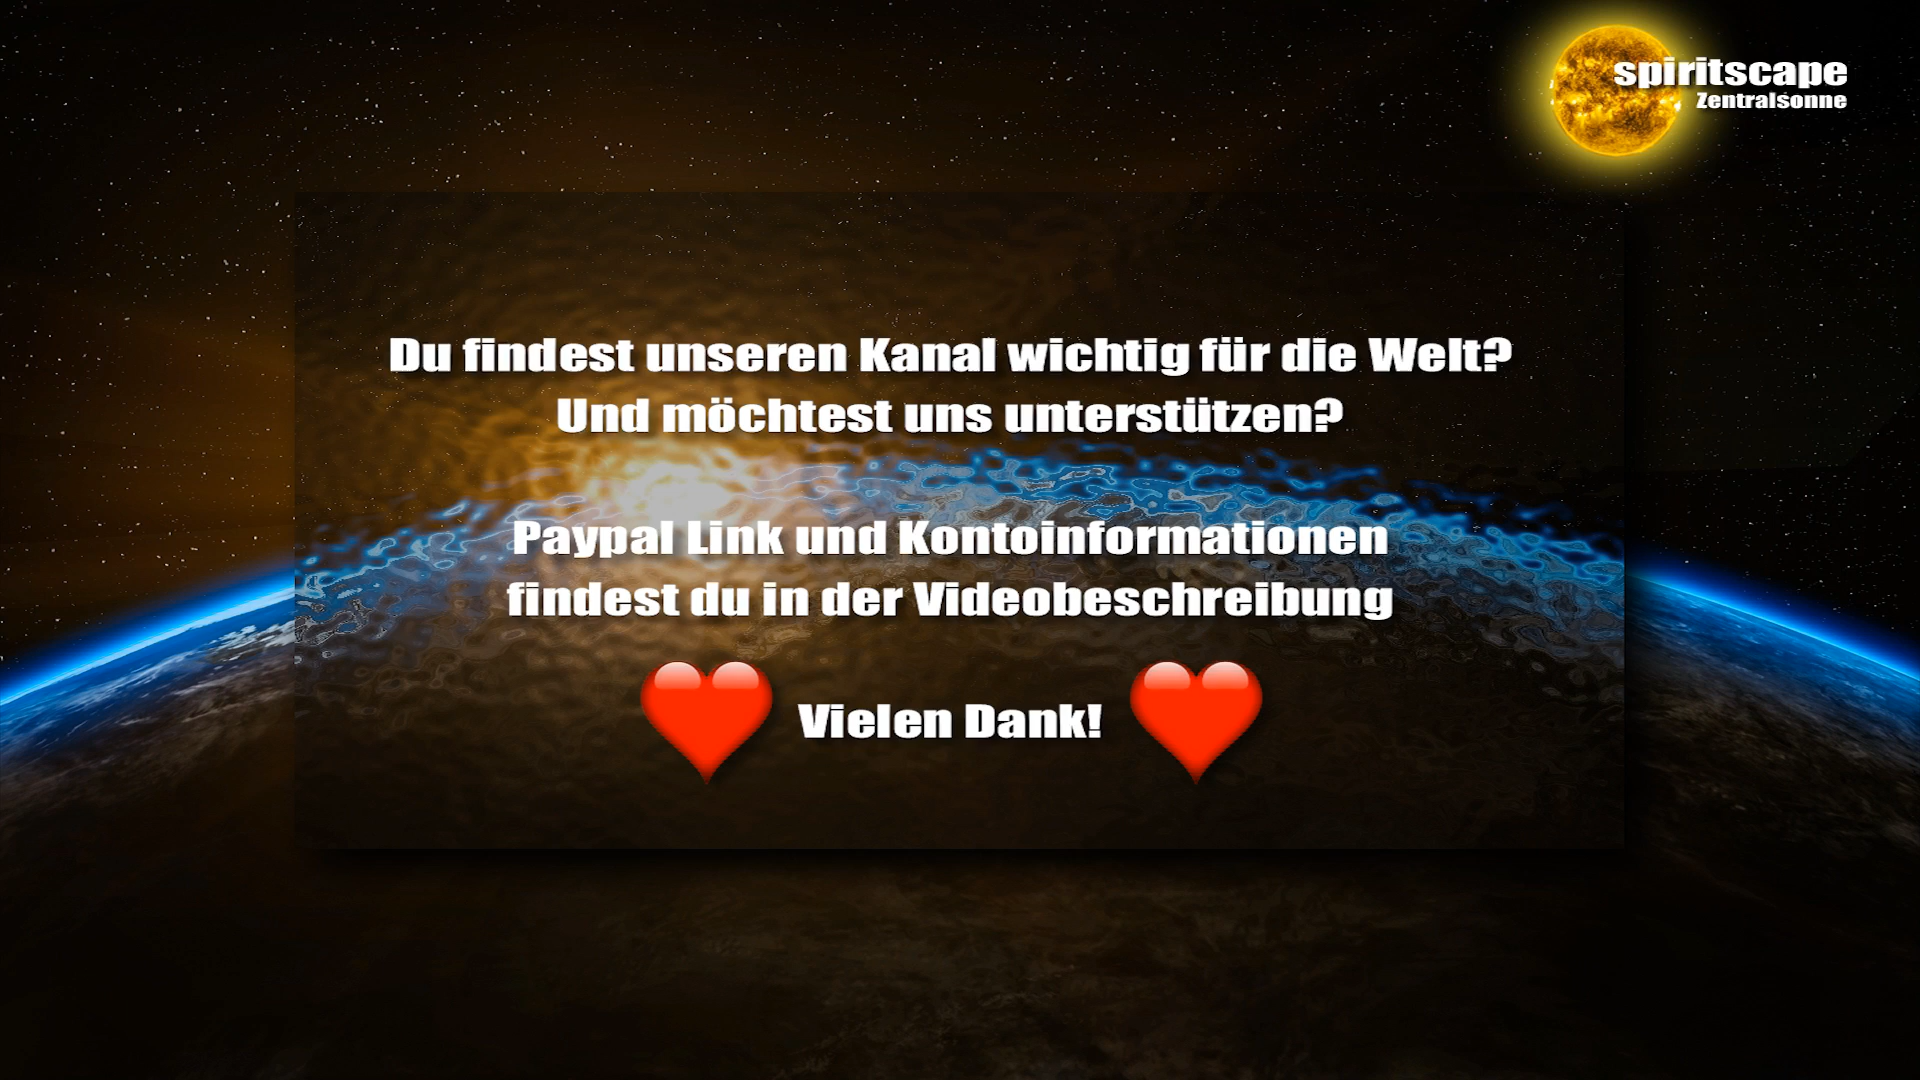 spiritscape
Zentralsonne
Du findest unseren Kanal wichtig für die Welt?
Und möchtest uns unterstützen?
Paypal Link und Kontoinformationen
findest du in der Videobeschreibung
Vielen Dank!